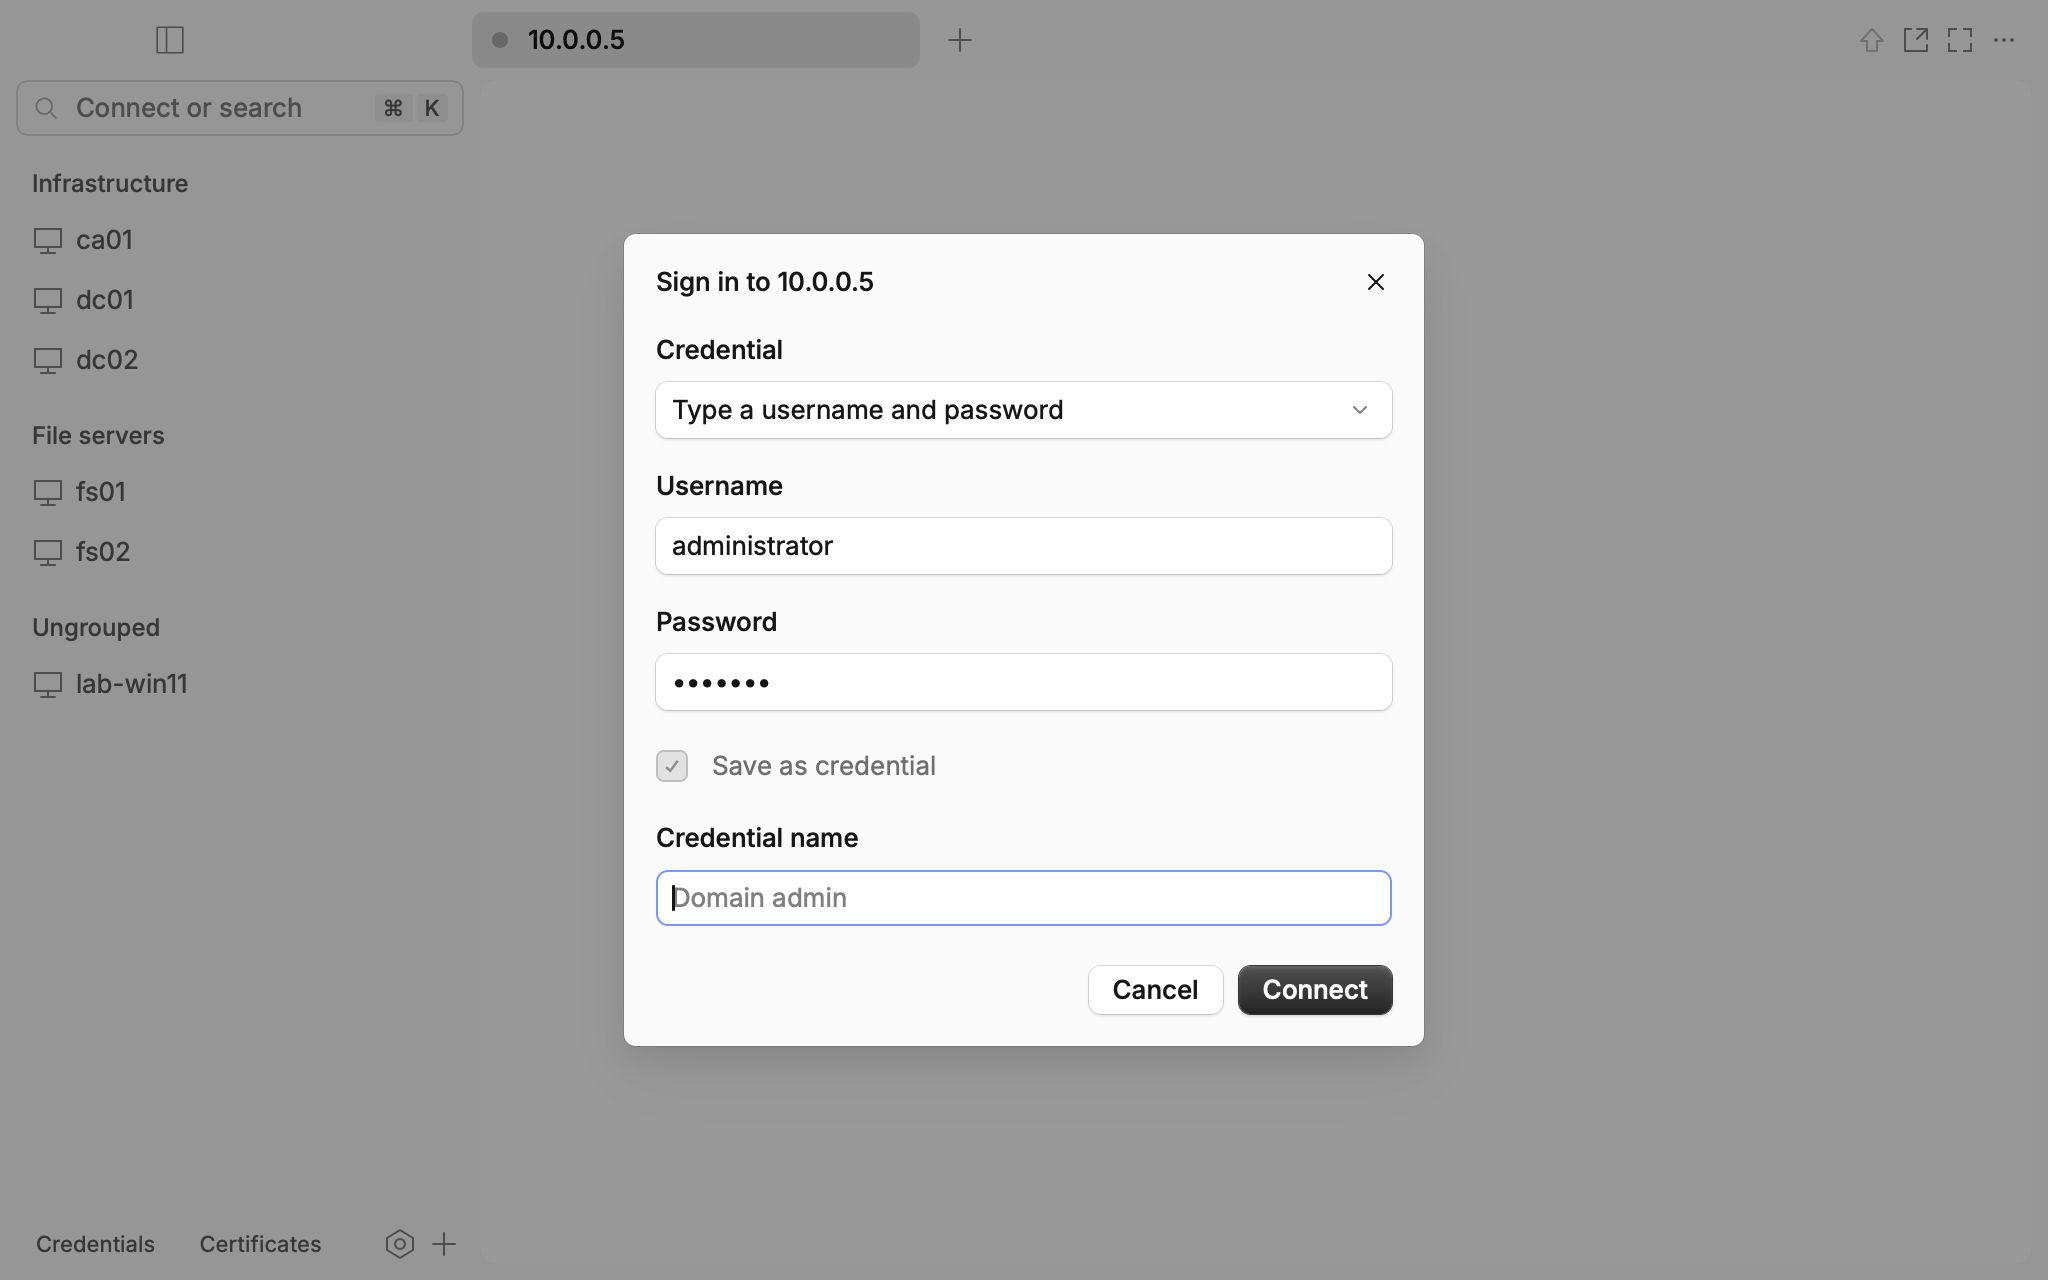 10.0.0.5
Connect or search ⌘ K
Infrastructure
ca01
dc01
dc02
File servers
fs01
fs02
Ungrouped
lab-win11
Credentials Certificates
Sign in to 10.0.0.5
Credential
Type a username and password
Username
administrator
Password
•••••••
Save as credential
Credential name
Domain admin
Cancel Connect